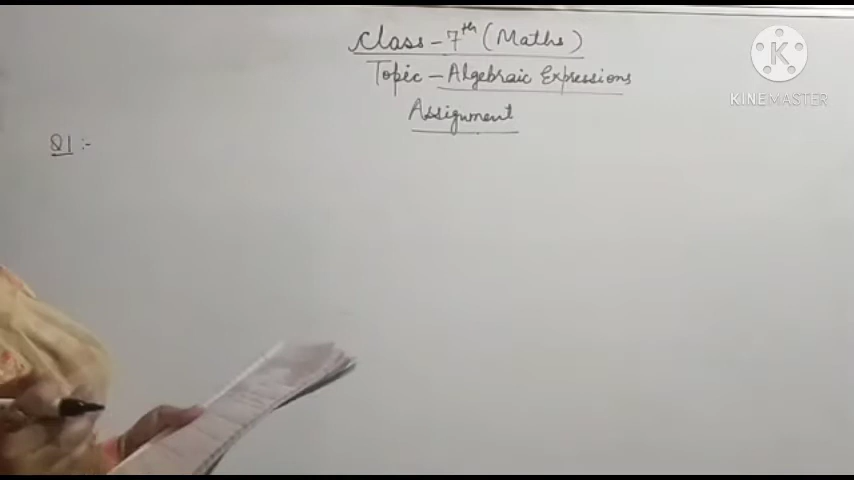 Class - 7th (Maths)
Topic - Algebraic Expressions
Assignment
Q1 :-
K
KINEMASTER